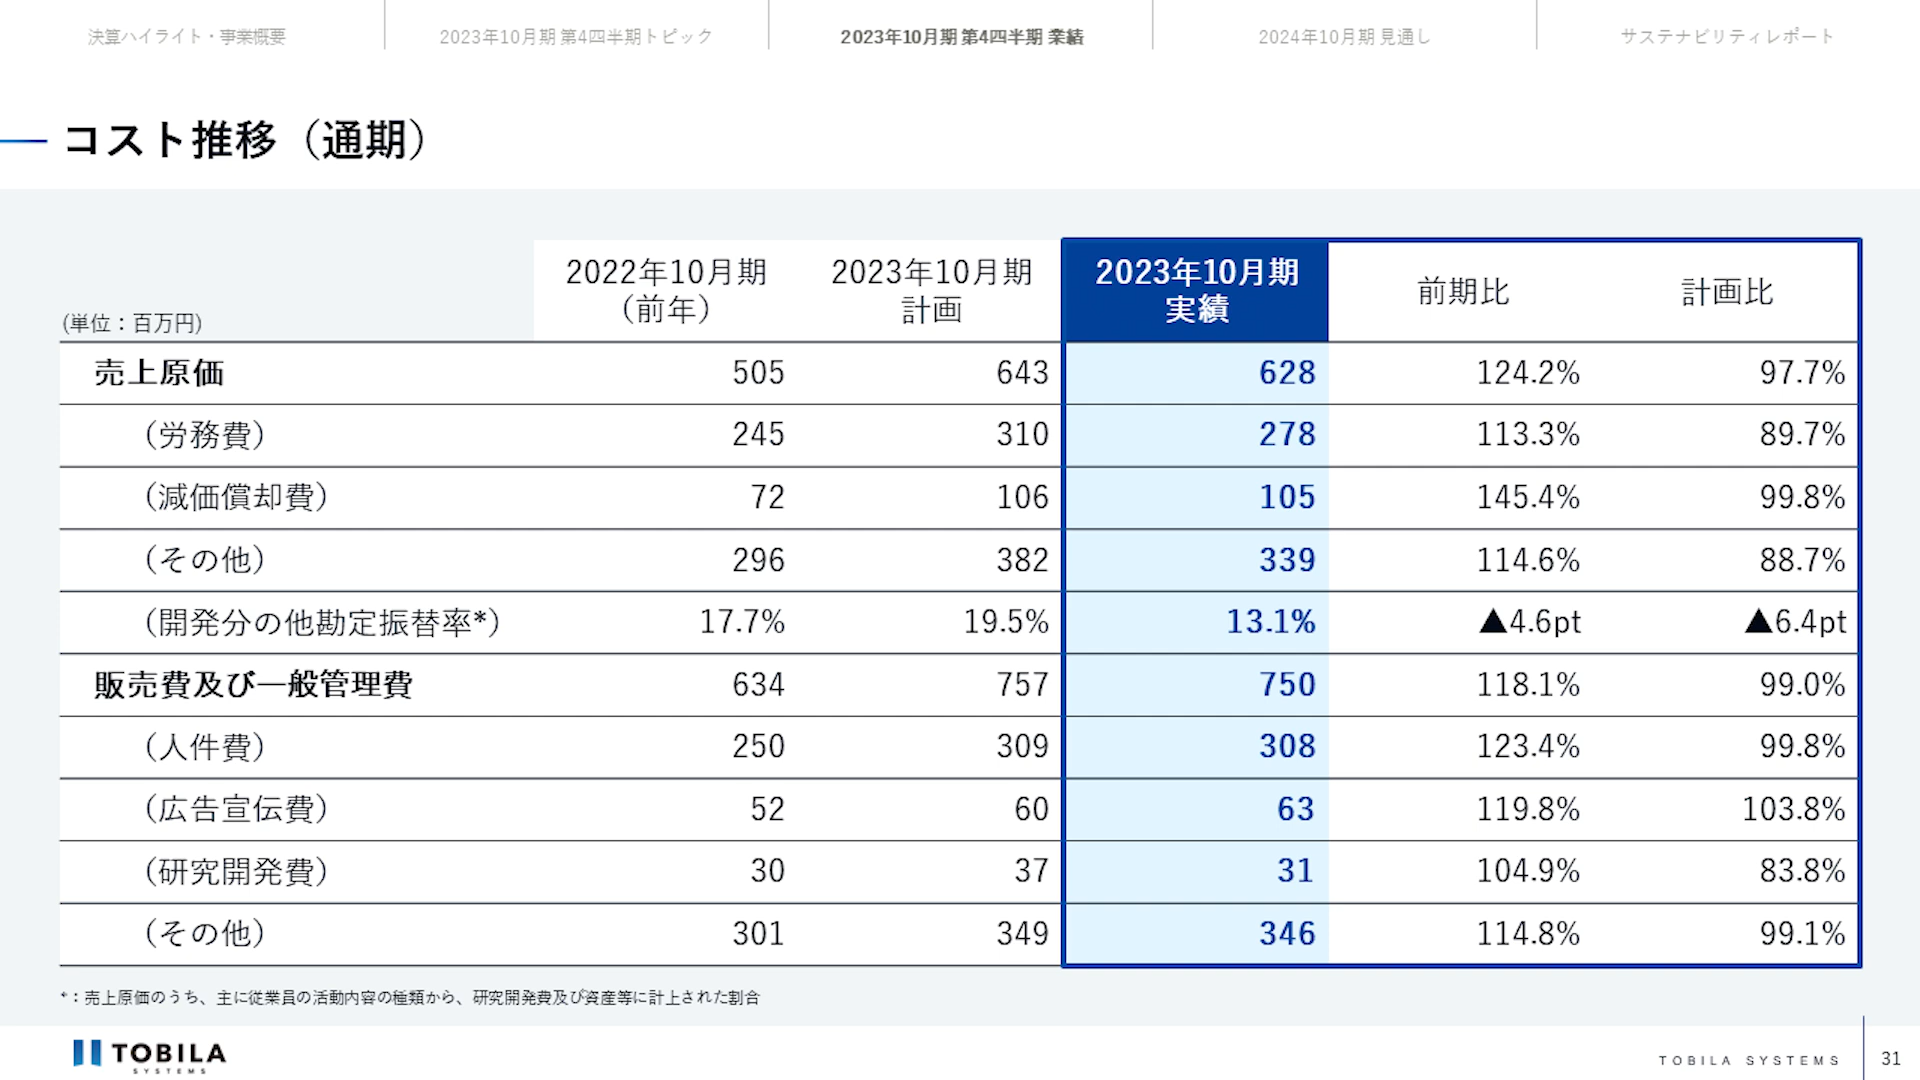 決算ハイライト・事業概要 2023年10月期 第4四半期トピック 2023年10月期 第4四半期 業績 2024年10月期 見通し サステナビリティレポート
コスト推移（通期）
(単位：百万円) 2022年10月期（前年） 2023年10月期 計画 2023年10月期 実績 前期比 計画比
売上原価 505 643 628 124.2% 97.7%
（労務費） 245 310 278 113.3% 89.7%
（減価償却費） 72 106 105 145.4% 99.8%
（その他） 296 382 339 114.6% 88.7%
（開発分の他勘定振替率*） 17.7% 19.5% 13.1% ▲4.6pt ▲6.4pt
販売費及び一般管理費 634 757 750 118.1% 99.0%
（人件費） 250 309 308 123.4% 99.8%
（広告宣伝費） 52 60 63 119.8% 103.8%
（研究開発費） 30 37 31 104.9% 83.8%
（その他） 301 349 346 114.8% 99.1%
*：売上原価のうち、主に従業員の活動内容の種類から、研究開発費及び資産等に計上された割合
TOBILA
SYSTEMS
TOBILA SYSTEMS 31